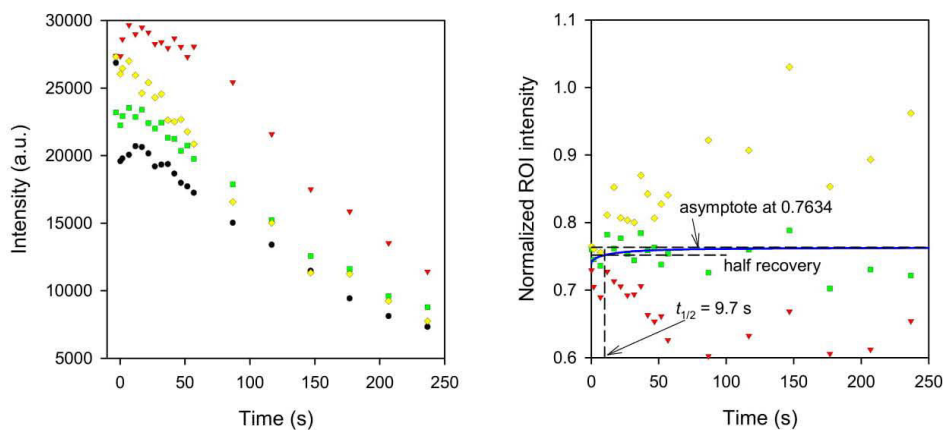 30000
25000
20000
15000
10000
5000
Intensity (a.u.)
0 50 100 150 200 250
Time (s)
1.1
1.0
0.9
0.8
0.7
0.6
Normalized ROI intensity
asymptote at 0.7634
half recovery
t1/2 = 9.7 s
0 50 100 150 200 250
Time (s)